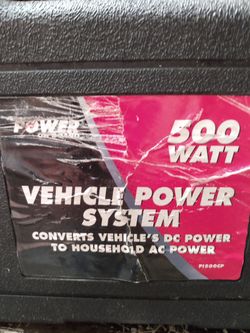 POWER
500
WATT
VEHICLE POWER
SYSTEM
CONVERTS VEHICLE'S DC POWER
TO HOUSEHOLD AC POWER